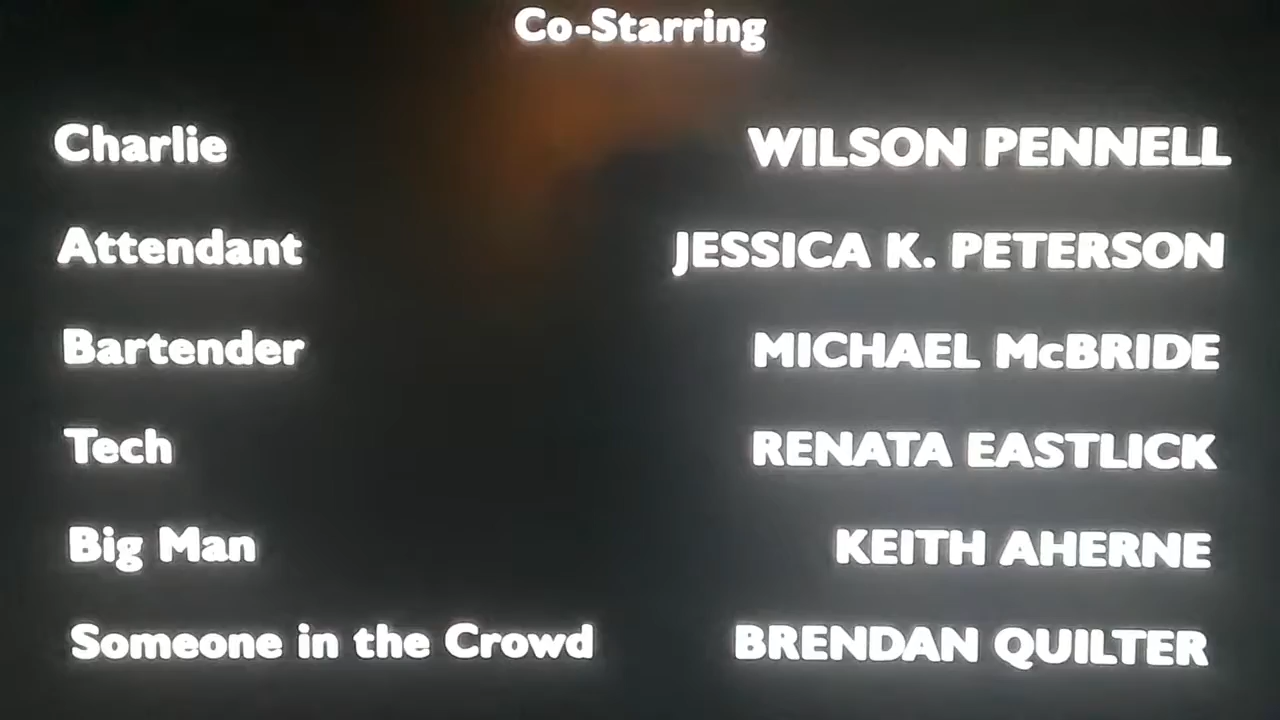 Co-Starring
Charlie WILSON PENNELL
Attendant JESSICA K. PETERSON
Bartender MICHAEL McBRIDE
Tech RENATA EASTLICK
Big Man KEITH AHERNE
Someone in the Crowd BRENDAN QUILTER